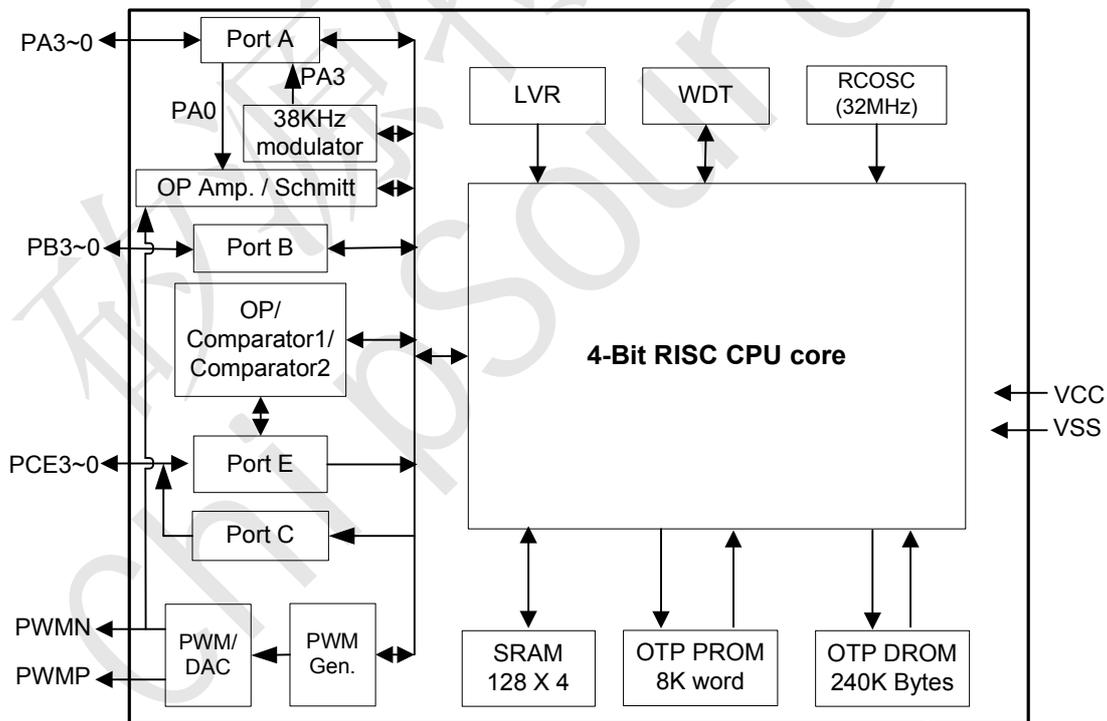 PA3~0
Port A
PA3
PA0
38KHz
modulator
OP Amp. / Schmitt
PB3~0
Port B
OP/
Comparator1/
Comparator2
PCE3~0
Port E
Port C
PWMN
PWMP
PWM/
DAC
PWM
Gen.
LVR
WDT
RCOSC
(32MHz)
4-Bit RISC CPU core
VCC
VSS
SRAM
128 X 4
OTP PROM
8K word
OTP DROM
240K Bytes